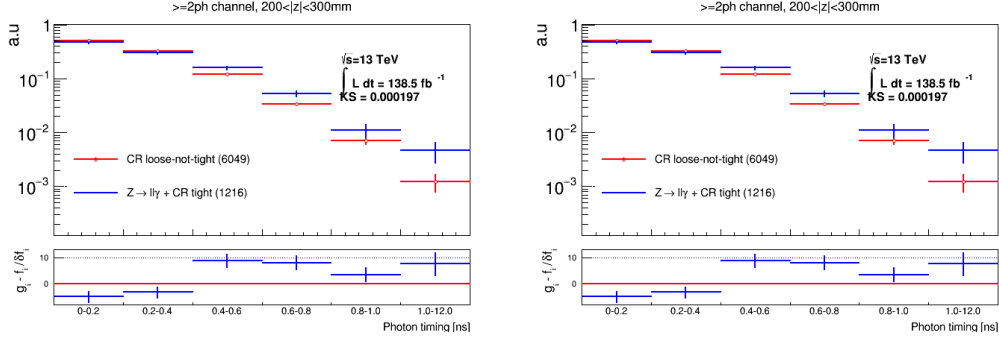 >=2ph channel, 200<|z|<300mm
a.u
1
10⁻¹
10⁻²
10⁻³
√s=13 TeV
∫ L dt = 138.5 fb⁻¹
KS = 0.000197
CR loose-not-tight (6049)
Z → llγ + CR tight (1216)
gᵢ - fᵢ / δfᵢ
10
0
0-0.2 0.2-0.4 0.4-0.6 0.6-0.8 0.8-1.0 1.0-12.0
Photon timing [ns]
>=2ph channel, 200<|z|<300mm
a.u
1
10⁻¹
10⁻²
10⁻³
√s=13 TeV
∫ L dt = 138.5 fb⁻¹
KS = 0.000197
CR loose-not-tight (6049)
Z → llγ + CR tight (1216)
gᵢ - fᵢ / δfᵢ
10
0
0-0.2 0.2-0.4 0.4-0.6 0.6-0.8 0.8-1.0 1.0-12.0
Photon timing [ns]